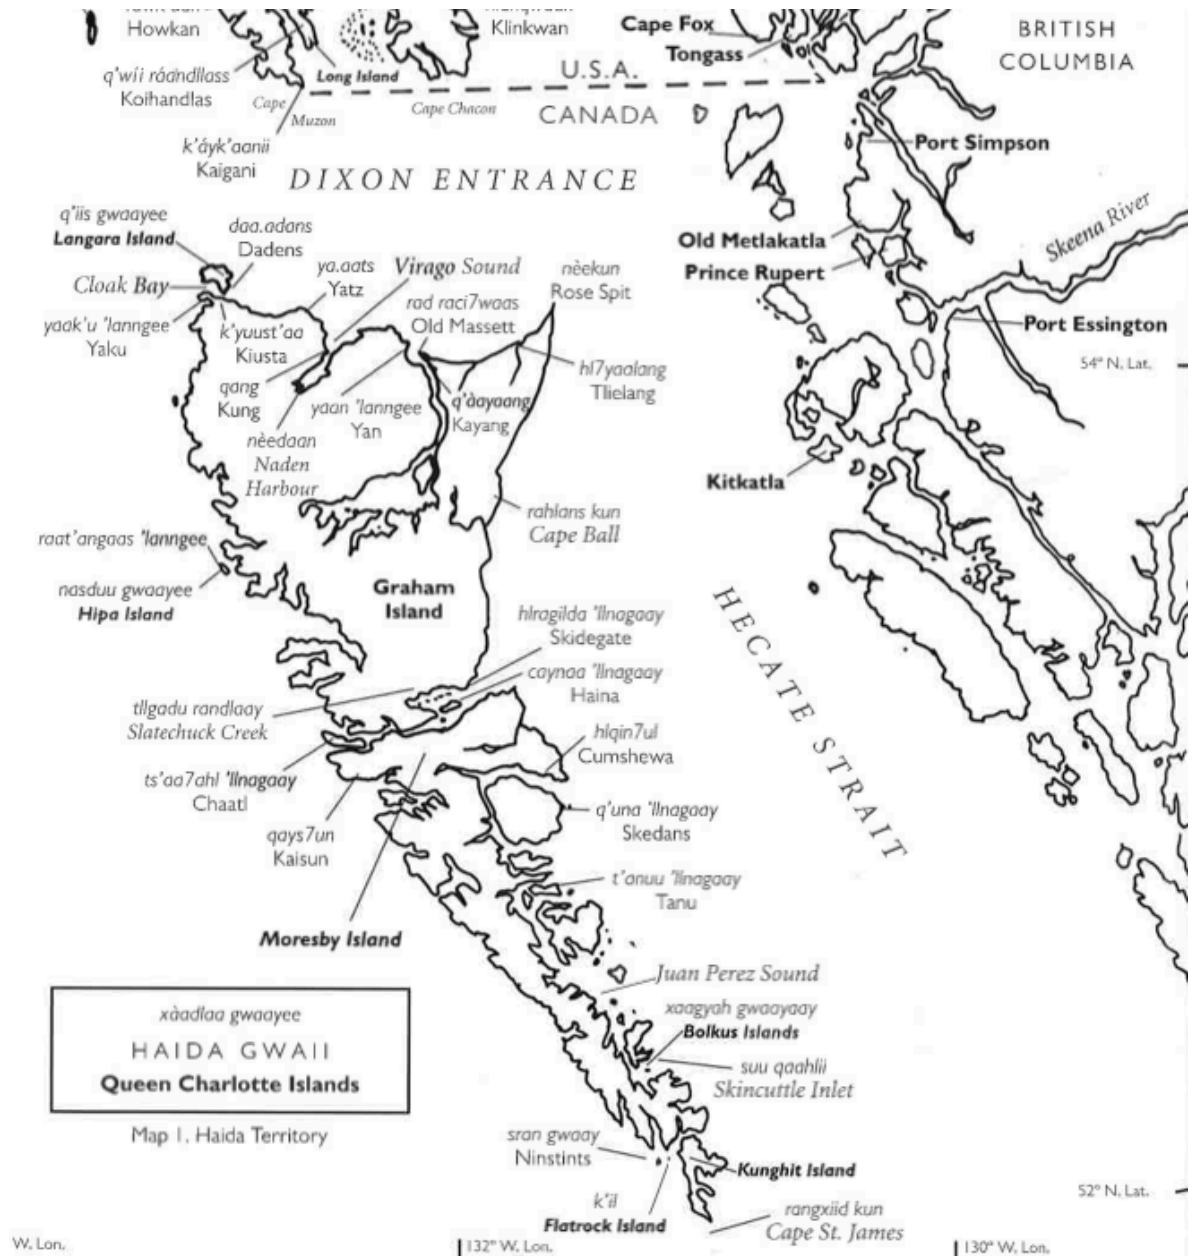 Howkan
Klinkwan
Cape Fox
Tongass
BRITISH
COLUMBIA
Long Island
U.S.A.
Koihandlas
Cape
Muzon
Cape Chacon
CANADA
k'áyk'aanii
Kaigani
Port Simpson
DIXON ENTRANCE
q'iis gwaayee
Langara Island
daa.adans
Dadens
Old Metlakatla
Skeena River
Prince Rupert
Cloak Bay
ya.aats
Yatz
Virago Sound
nèekun
Rose Spit
rad raci7waas
Old Massett
yaak'u 'lanngee
Yaku
k'yuust'aa
Kiusta
Port Essington
54° N. Lat.
hl7yaalang
Tlielang
qang
Kung
yaan 'lanngee
Yan
q'àayaang
Kayang
nèedaan
Naden
Harbour
Kitkatla
rahlans kun
Cape Ball
raat'angaas 'lanngee
nasduu gwaayee
Hipa Island
Graham
Island
HECATE STRAIT
hlragilda 'llnagaay
Skidegate
caynaa 'llnagaay
Haina
tllgadu randlaay
Slatechuck Creek
hlqin7ul
Cumshewa
ts'aa7ahl 'llnagaay
Chaatl
q'una 'llnagaay
Skedans
qays7un
Kaisun
t'anuu 'llnagaay
Tanu
Moresby Island
Juan Perez Sound
xaagyah gwaayaay
Bolkus Islands
xàadlaa gwaayee
HAIDA GWAII
Queen Charlotte Islands
suu qaahlii
Skincuttle Inlet
Map 1. Haida Territory
sran gwaay
Ninstints
Kunghit Island
k'il
Flatrock Island
52° N. Lat.
rangxiid kun
Cape St. James
W. Lon.
132° W. Lon.
130° W. Lon.